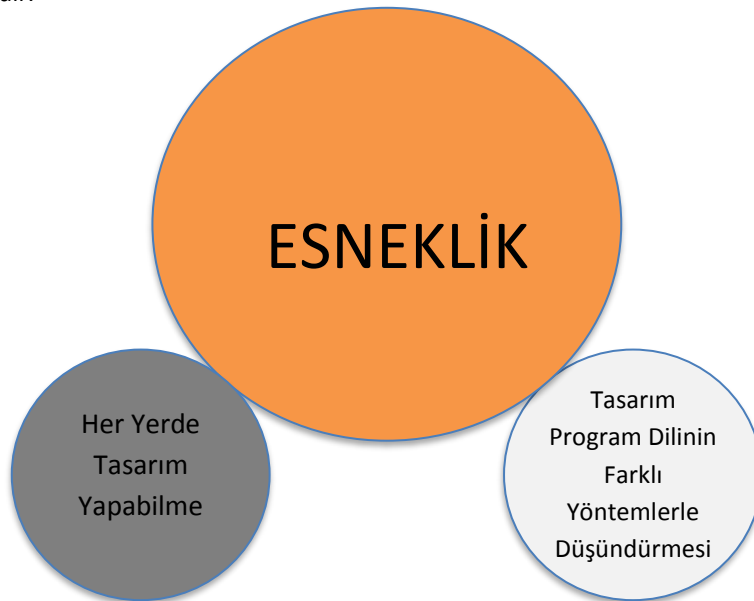 ESNEKLİK
Her Yerde
Tasarım
Yapabilme
Tasarım
Program Dilinin
Farklı
Yöntemlerle
Düşündürmesi